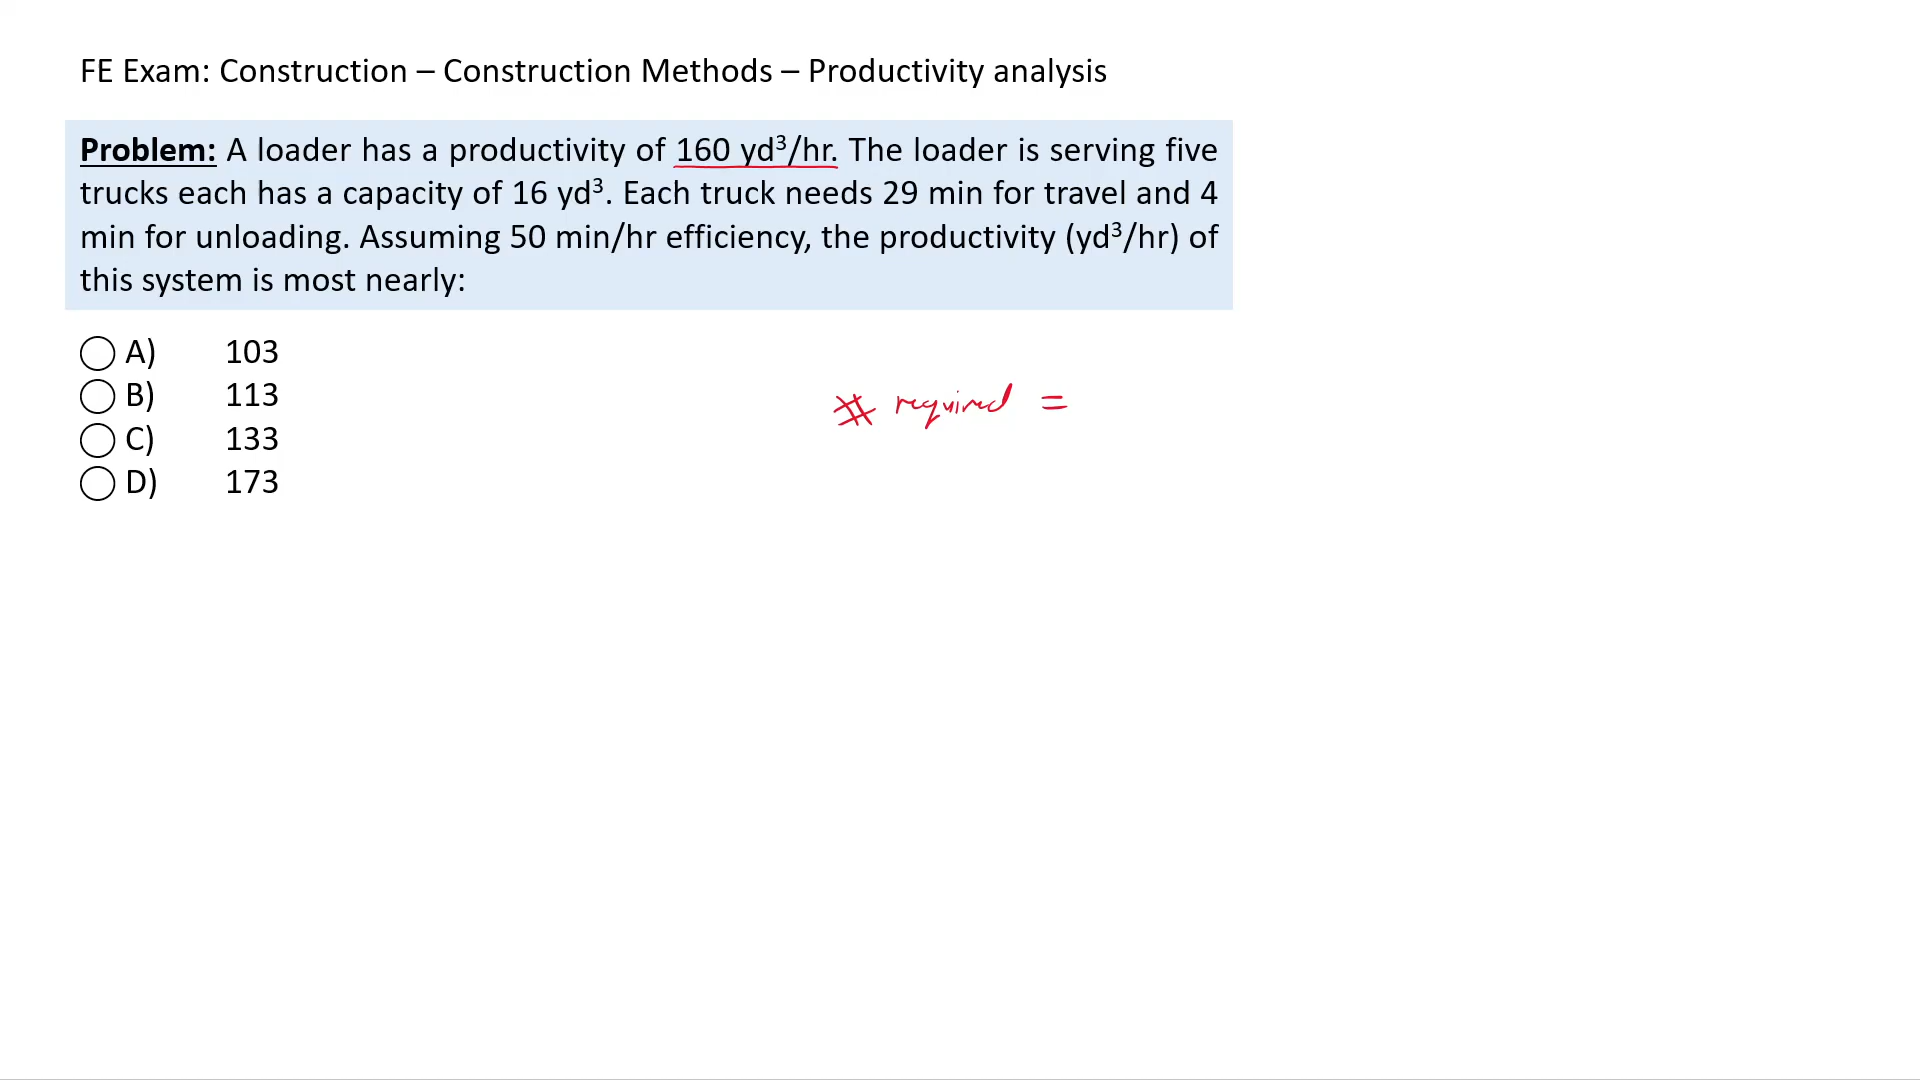 FE Exam: Construction – Construction Methods – Productivity analysis
Problem: A loader has a productivity of 160 yd³/hr. The loader is serving five
trucks each has a capacity of 16 yd³. Each truck needs 29 min for travel and 4
min for unloading. Assuming 50 min/hr efficiency, the productivity (yd³/hr) of
this system is most nearly:
A) 103
B) 113
C) 133
D) 173
# required =